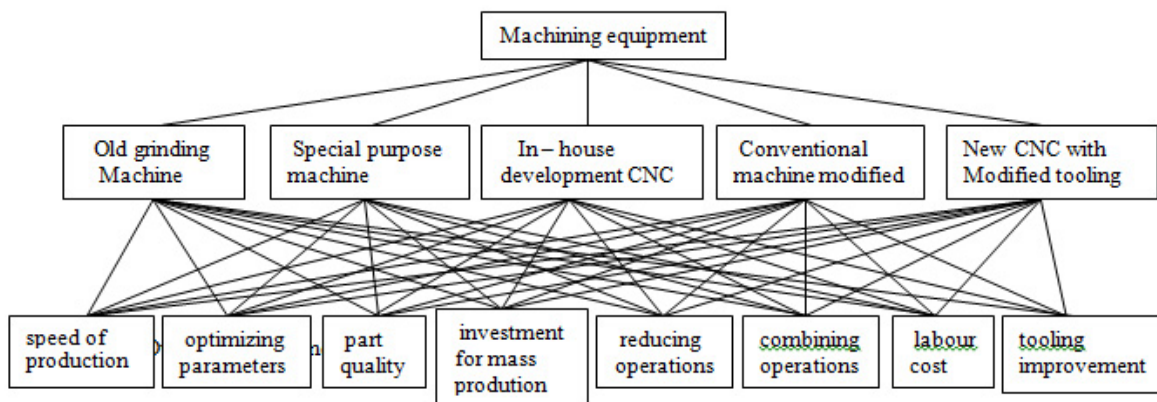 Machining equipment
Old grinding
Machine
Special purpose
machine
In – house
development CNC
Conventional
machine modified
New CNC with
Modified tooling
speed of
production
optimizing
parameters
part
quality
investment
for mass
prodution
reducing
operations
combining
operations
labour
cost
tooling
improvement